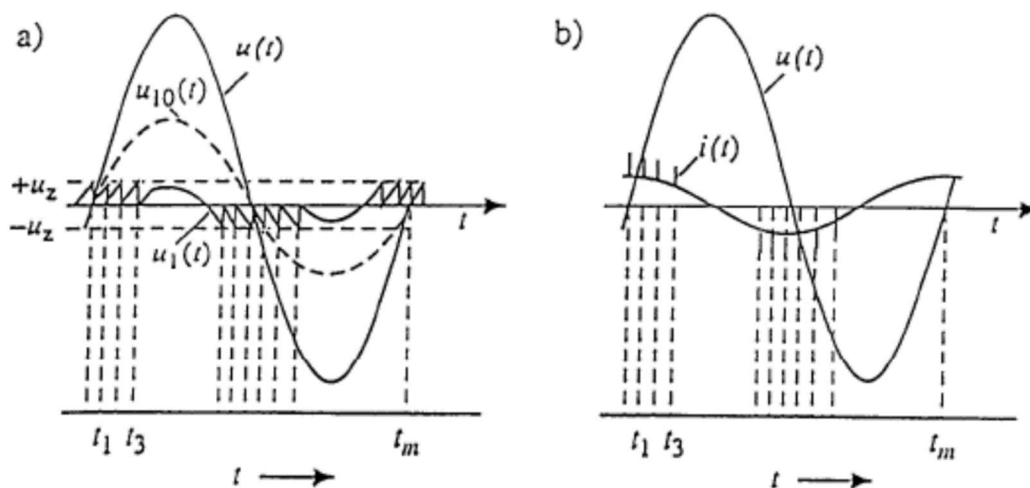 a)
u(t)
u10(t)
+uz
−uz
u1(t)
t
t1 t3
tm
t
b)
u(t)
i(t)
t
t1 t3
tm
t